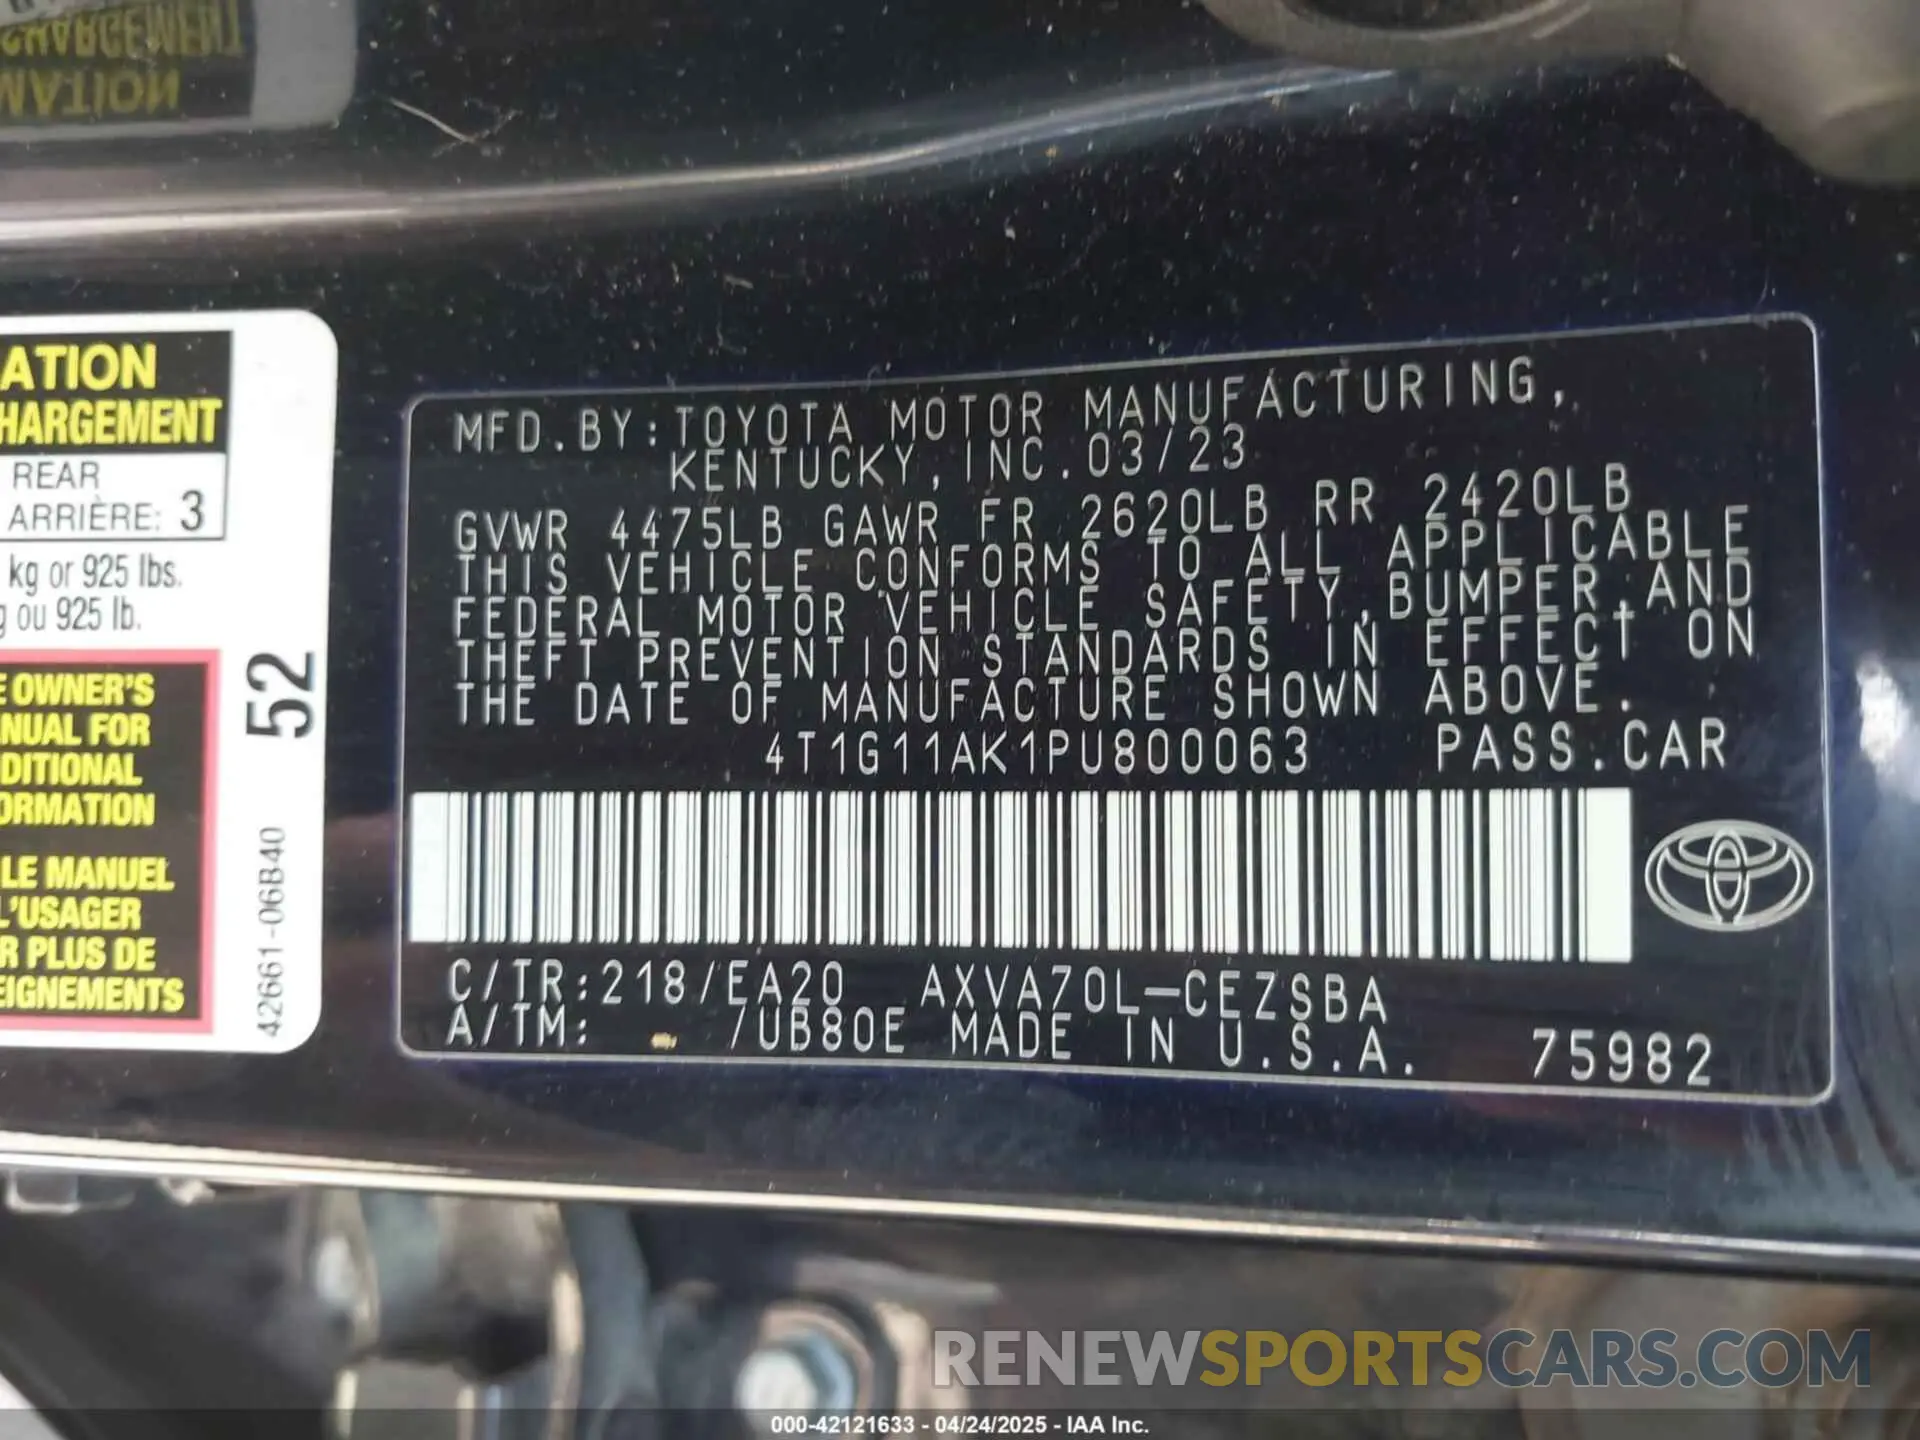 CHARGEMENT
MATION
ATION
HARGEMENT
REAR
ARRIÈRE: 3
kg or 925 lbs.
g ou 925 lb.
E OWNER'S
NUAL FOR
DITIONAL
ORMATION
LE MANUEL
L'USAGER
R PLUS DE
EIGNEMENTS
52
42661-06B40
MFD.BY:TOYOTA MOTOR MANUFACTURING,
KENTUCKY,INC.03/23
GVWR 4475LB GAWR FR 2620LB RR 2420LB
THIS VEHICLE CONFORMS TO ALL APPLICABLE
FEDERAL MOTOR VEHICLE SAFETY,BUMPER,AND
THEFT PREVENTION STANDARDS IN EFFECT ON
THE DATE OF MANUFACTURE SHOWN ABOVE.
4T1G11AK1PU800063 PASS.CAR
C/TR:218/EA20 AXVA70L-CEZSBA
A/TM: /UB80E MADE IN U.S.A. 75982
RENEWSPORTSCARS.COM
000-42121633 - 04/24/2025 - IAA Inc.